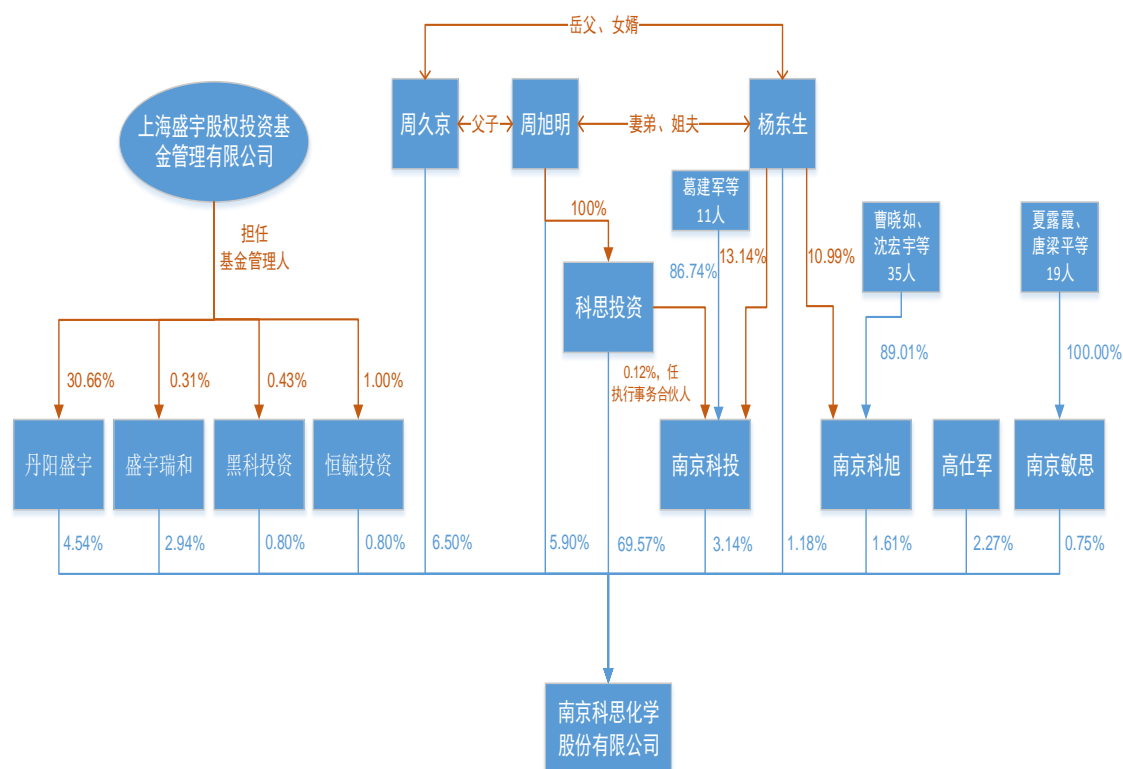 岳父、女婿
上海盛宇股权投资基
金管理有限公司
周久京
父子
周旭明
妻弟、姐夫
杨东生
葛建军等
11人
曹晓如、
沈宏宇等
35人
夏露霞、
唐梁平等
19人
担任
基金管理人
100%
86.74%
13.14%
10.99%
科思投资
89.01%
100.00%
30.66%
0.31%
0.43%
1.00%
0.12%，任
执行事务合伙人
丹阳盛宇
盛宇瑞和
黑科投资
恒毓投资
南京科投
南京科旭
高仕军
南京敏思
4.54%
2.94%
0.80%
0.80%
6.50%
5.90%
69.57%
3.14%
1.18%
1.61%
2.27%
0.75%
南京科思化学
股份有限公司